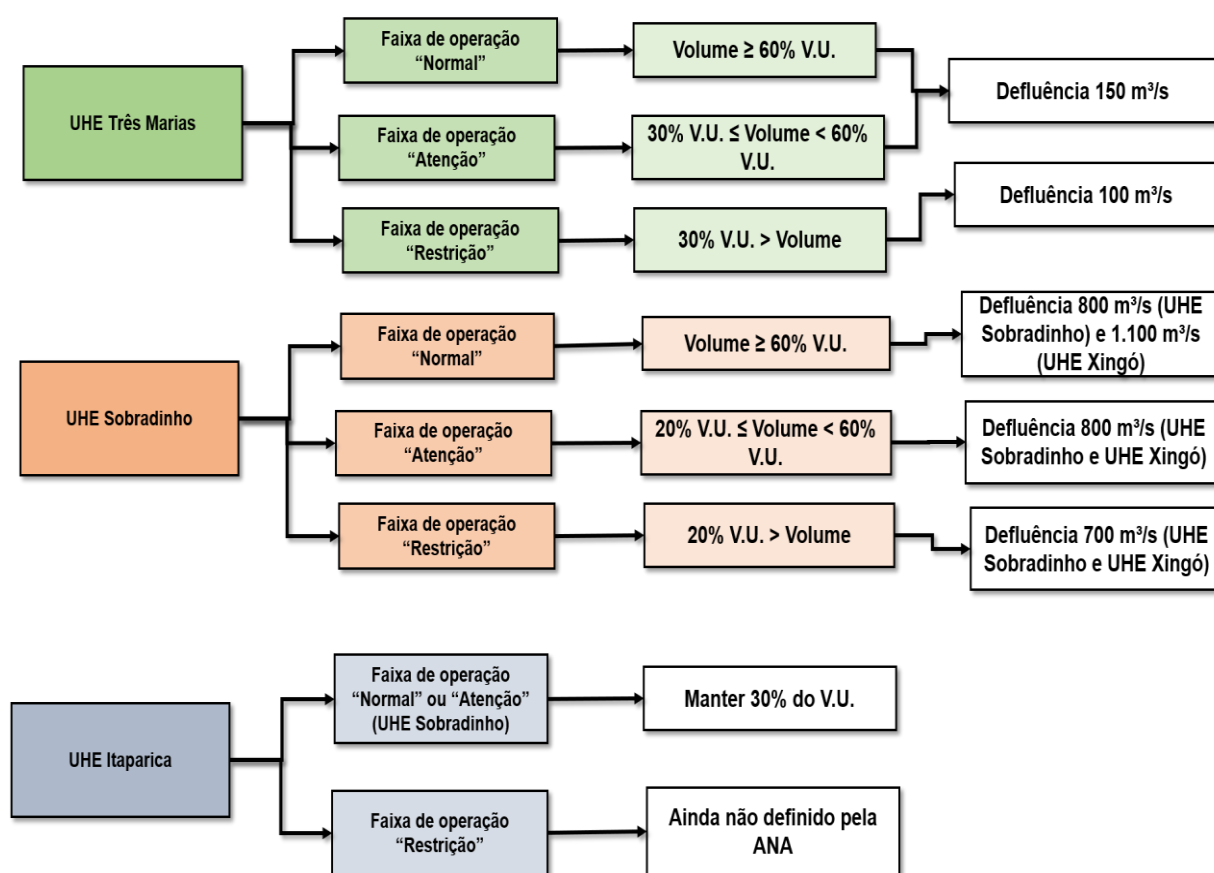 UHE Três Marias
Faixa de operação
“Normal”
Volume ≥ 60% V.U.
Defluência 150 m³/s
Faixa de operação
“Atenção”
30% V.U. ≤ Volume < 60%
V.U.
Faixa de operação
“Restrição”
30% V.U. > Volume
Defluência 100 m³/s
UHE Sobradinho
Faixa de operação
“Normal”
Volume ≥ 60% V.U.
Defluência 800 m³/s (UHE
Sobradinho) e 1.100 m³/s
(UHE Xingó)
Faixa de operação
“Atenção”
20% V.U. ≤ Volume < 60%
V.U.
Defluência 800 m³/s (UHE
Sobradinho e UHE Xingó)
Faixa de operação
“Restrição”
20% V.U. > Volume
Defluência 700 m³/s (UHE
Sobradinho e UHE Xingó)
UHE Itaparica
Faixa de operação
“Normal” ou “Atenção”
(UHE Sobradinho)
Manter 30% do V.U.
Faixa de operação
“Restrição”
Ainda não definido pela
ANA